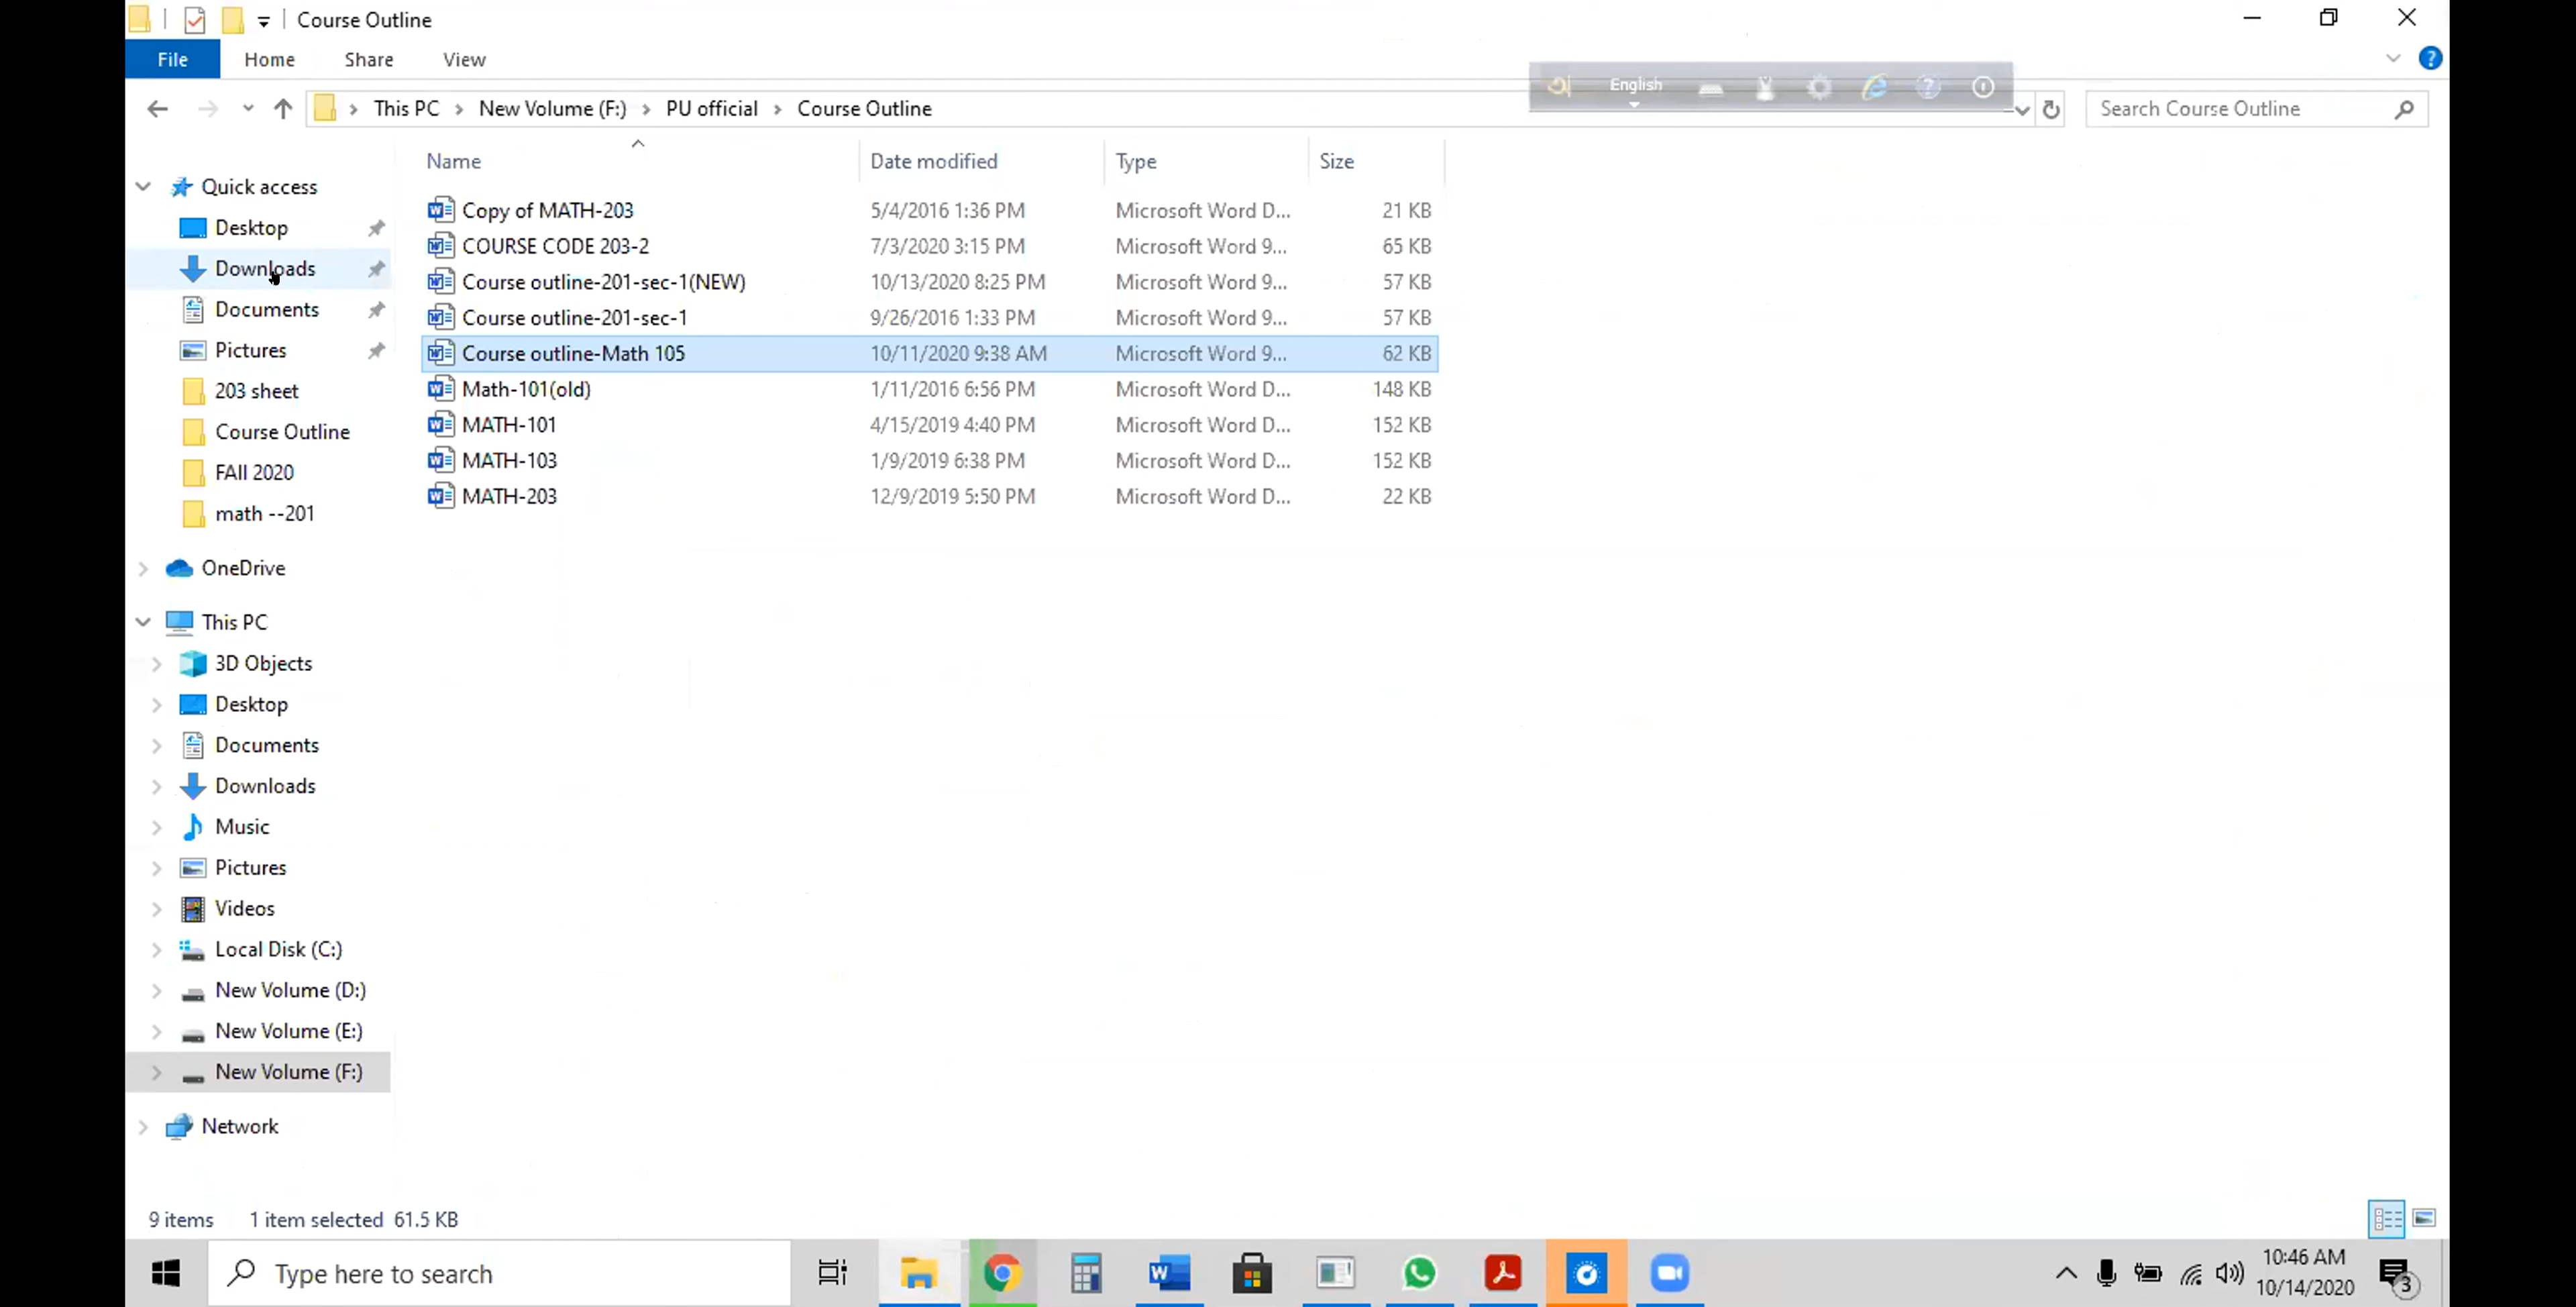 Course Outline
File Home Share View
English
This PC New Volume (F:) PU official Course Outline
Search Course Outline
Name Date modified Type Size
Quick access
Desktop
Downloads
Documents
Pictures
203 sheet
Course Outline
FAll 2020
math --201
OneDrive
This PC
3D Objects
Desktop
Documents
Downloads
Music
Pictures
Videos
Local Disk (C:)
New Volume (D:)
New Volume (E:)
New Volume (F:)
Network
Copy of MATH-203 5/4/2016 1:36 PM Microsoft Word D... 21 KB
COURSE CODE 203-2 7/3/2020 3:15 PM Microsoft Word 9... 65 KB
Course outline-201-sec-1(NEW) 10/13/2020 8:25 PM Microsoft Word 9... 57 KB
Course outline-201-sec-1 9/26/2016 1:33 PM Microsoft Word 9... 57 KB
Course outline-Math 105 10/11/2020 9:38 AM Microsoft Word 9... 62 KB
Math-101(old) 1/11/2016 6:56 PM Microsoft Word D... 148 KB
MATH-101 4/15/2019 4:40 PM Microsoft Word D... 152 KB
MATH-103 1/9/2019 6:38 PM Microsoft Word D... 152 KB
MATH-203 12/9/2019 5:50 PM Microsoft Word D... 22 KB
9 items 1 item selected 61.5 KB
Type here to search
10:46 AM
10/14/2020
3